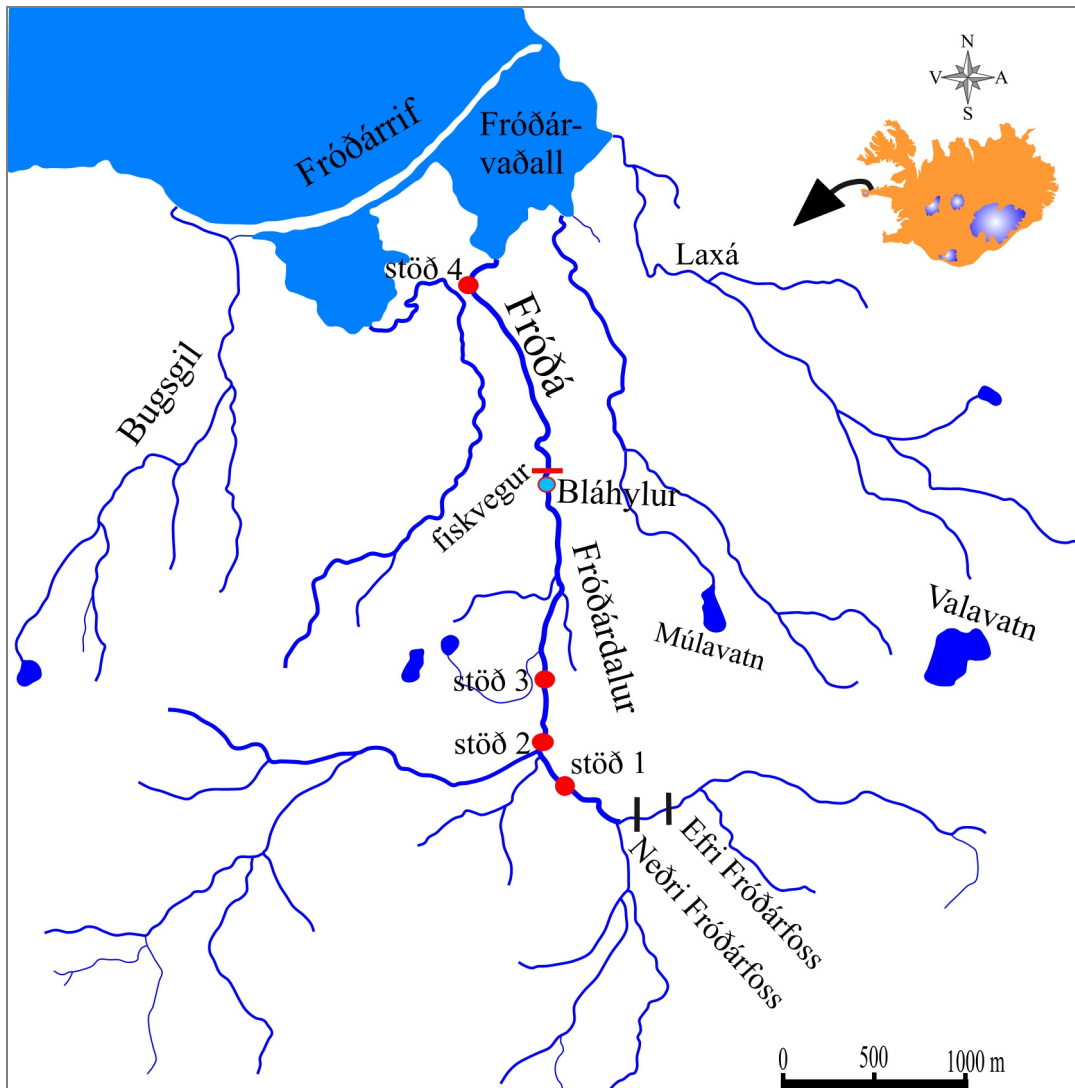 N
V A
S
Fróðárrif
Fróðár-
vaðall
Laxá
stöð 4
Fróðá
Bugsgil
fiskvegur
Bláhylur
Fróðárdalur
Múlavatn
Valavatn
stöð 3
stöð 2
stöð 1
Efri Fróðárfoss
Neðri Fróðárfoss
0 500 1000 m